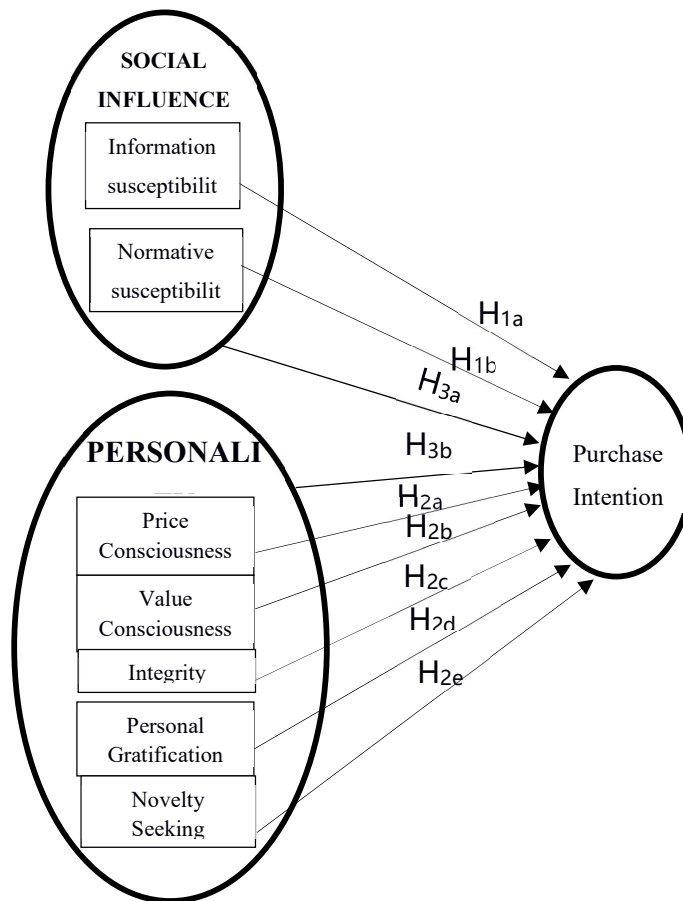 SOCIAL
INFLUENCE
Information
susceptibilit
Normative
susceptibilit
H1a
H1b
H3a
PERSONALI
H3b
Purchase
Intention
Price
Consciousness
H2a
H2b
Value
Consciousness
H2c
Integrity
H2d
Personal
Gratification
H2e
Novelty
Seeking